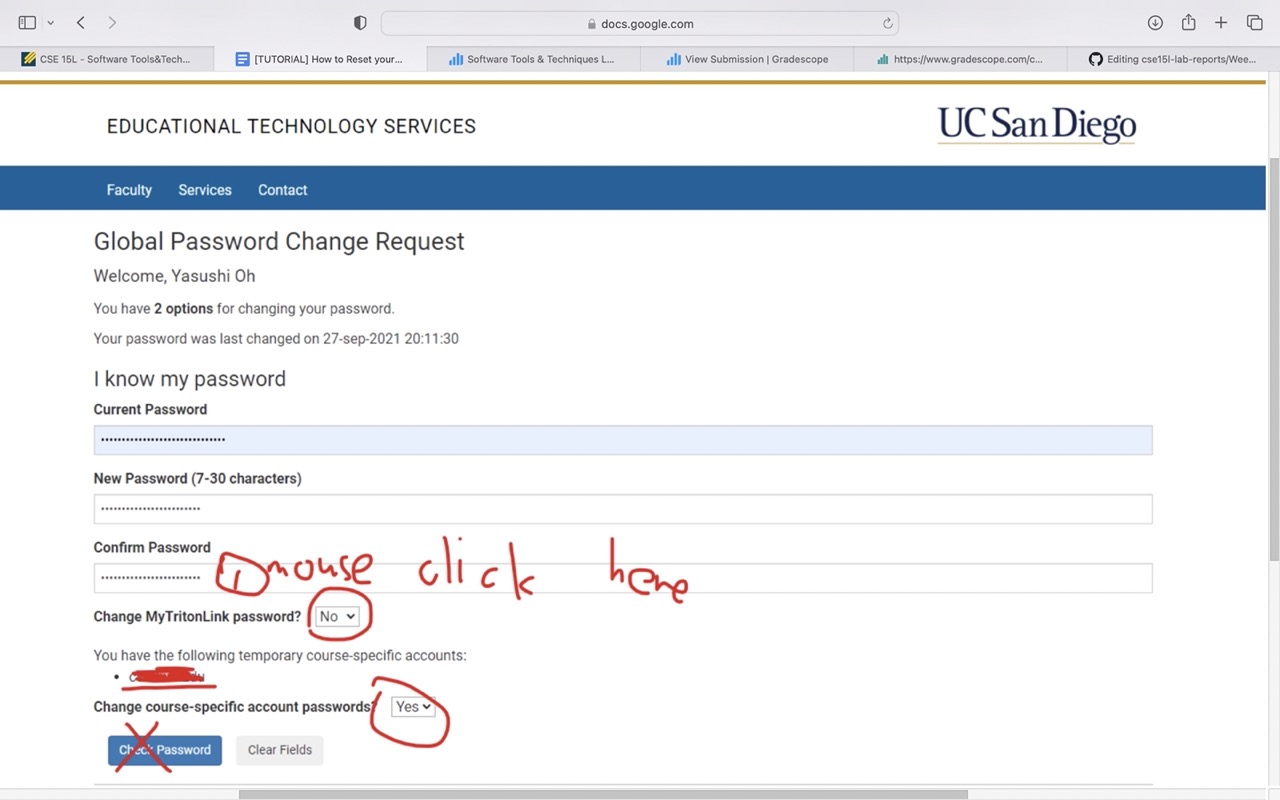 docs.google.com
CSE 15L - Software Tools&Tech...
[TUTORIAL] How to Reset your...
Software Tools & Techniques L...
View Submission | Gradescope
https://www.gradescope.com/c...
Editing cse15l-lab-reports/Wee...
EDUCATIONAL TECHNOLOGY SERVICES
UC San Diego
Faculty Services Contact
Global Password Change Request
Welcome, Yasushi Oh
You have 2 options for changing your password.
Your password was last changed on 27-sep-2021 20:11:30
I know my password
Current Password
New Password (7-30 characters)
Confirm Password
1 mouse click here
Change MyTritonLink password? No
You have the following temporary course-specific accounts:
Change course-specific account passwords? Yes
Check Password Clear Fields